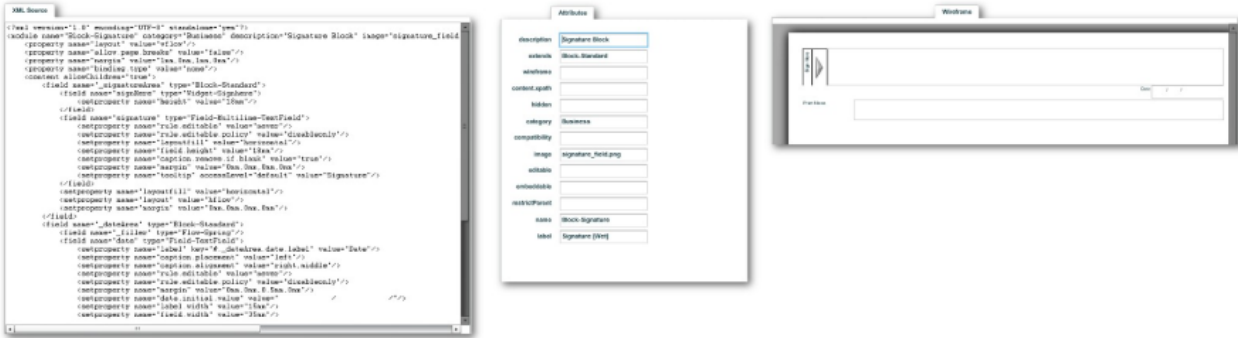 XML Source
<?xml version="1.0" encoding="UTF-8" standalone="yes"?>
<module name="Block-Signature" category="Business" description="Signature Block" image="signature_field
<property name="layout" value="vflow"/>
<property name="allow page breaks" value="false"/>
<property name="margin" value="1mm,0mm,1mm,0mm"/>
<property name="binding type" value="none"/>
<content allowChildren="true">
<field name="_signatureArea" type="Block-Standard">
<field name="signHere" type="Widget-SignHere">
<setproperty name="height" value="18mm"/>
</field>
<field name="signature" type="Field-Multiline-TextField">
<setproperty name="rule.editable" value="never"/>
<setproperty name="rule.editable.policy" value="disableonly"/>
<setproperty name="layoutfill" value="horizontal"/>
<setproperty name="field.height" value="18mm"/>
<setproperty name="caption.remove.if.blank" value="true"/>
<setproperty name="margin" value="0mm,0mm,0mm,0mm"/>
<setproperty name="tooltip" accessLevel="default" value="Signature"/>
</field>
<setproperty name="layoutfill" value="horizontal"/>
<setproperty name="layout" value="hflow"/>
<setproperty name="margin" value="0mm,0mm,0mm,0mm"/>
</field>
<field name="_dateArea" type="Block-Standard">
<field name="_filler" type="Flow-Spring"/>
<field name="date" type="Field-TextField">
<setproperty name="label" key="#._dateArea.date.label" value="Date"/>
<setproperty name="caption.placement" value="left"/>
<setproperty name="caption.alignment" value="right.middle"/>
<setproperty name="rule.editable" value="never"/>
<setproperty name="rule.editable.policy" value="disableonly"/>
<setproperty name="margin" value="0mm,0mm,0.5mm,0mm"/>
<setproperty name="data.initial.value" value=" / /"/>
<setproperty name="label.width" value="15mm"/>
<setproperty name="field.width" value="35mm"/>
Attributes
description Signature Block
extends Block-Standard
wireframe
content.xpath
hidden
category Business
compatibility
image signature_field.png
editable
embeddable
restrictParent
name Block-Signature
label Signature (Wet)
Wireframe
Sign Here
Date / /
Print Name